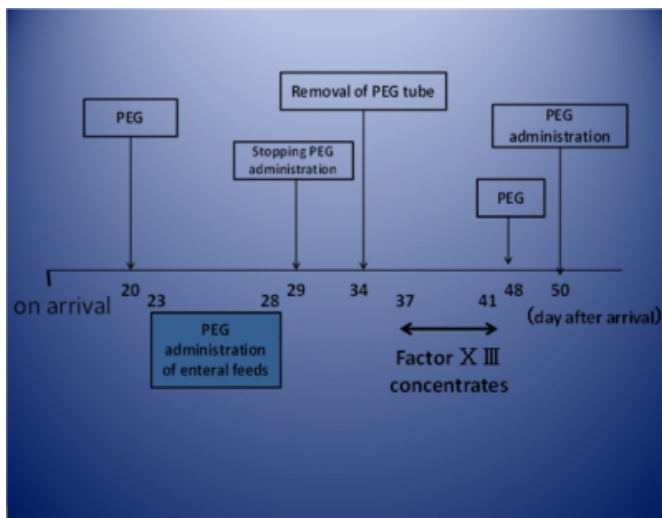 Removal of PEG tube
PEG
PEG
administration
Stopping PEG
administration
PEG
on arrival
20
23
28
29
34
37
41
48
50
(day after arrival)
PEG
administration
of enteral feeds
Factor ⅩⅢ
concentrates